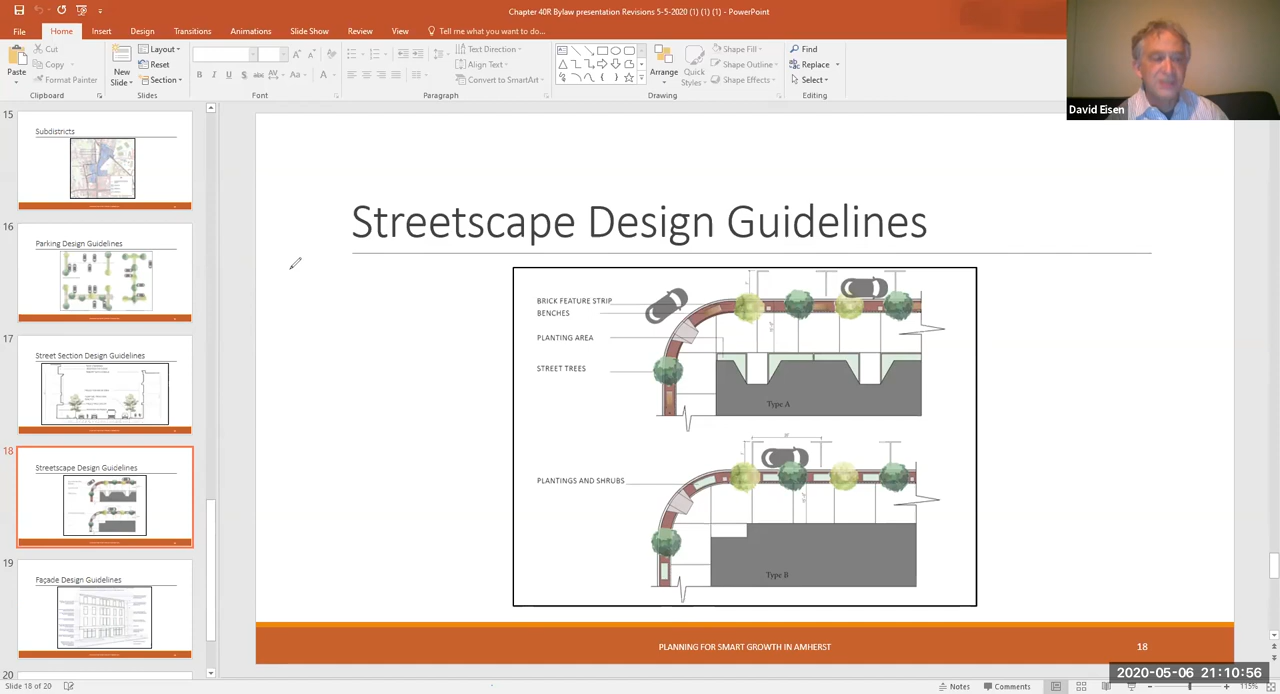 Chapter 40R Bylaw presentation Revisions 5-5-2020 (1) (1) (1) - PowerPoint
File Home Insert Design Transitions Animations Slide Show Review View Tell me what you want to do...
Paste
Cut
Copy
Format Painter
Clipboard
New
Slide
Layout
Reset
Section
Slides
B I U S abc AV Aa A
Font
Text Direction
Align Text
Convert to SmartArt
Paragraph
Arrange
Quick
Styles
Shape Fill
Shape Outline
Shape Effects
Drawing
Find
Replace
Select
Editing
David Eisen
15
Subdistricts
16
Parking Design Guidelines
17
Street Section Design Guidelines
18
Streetscape Design Guidelines
19
Façade Design Guidelines
20
Streetscape Design Guidelines
BRICK FEATURE STRIP
BENCHES
PLANTING AREA
STREET TREES
Type A
PLANTINGS AND SHRUBS
Type B
PLANNING FOR SMART GROWTH IN AMHERST
18
2020-05-06 21:10:56
Slide 18 of 20
Notes
Comments
115%